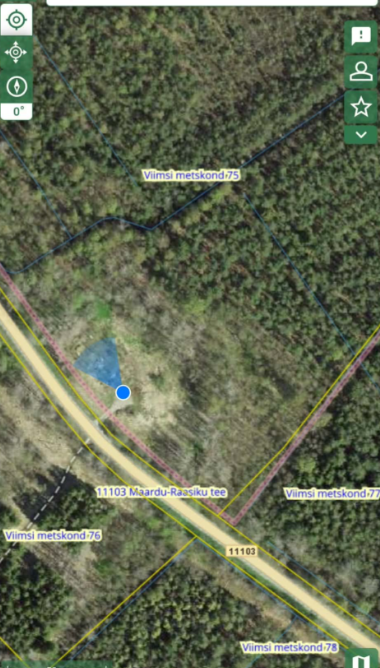 0°
Viimsi metskond 75
11103 Maardu-Raasiku tee
Viimsi metskond 77
Viimsi metskond 76
11103
Viimsi metskond 78